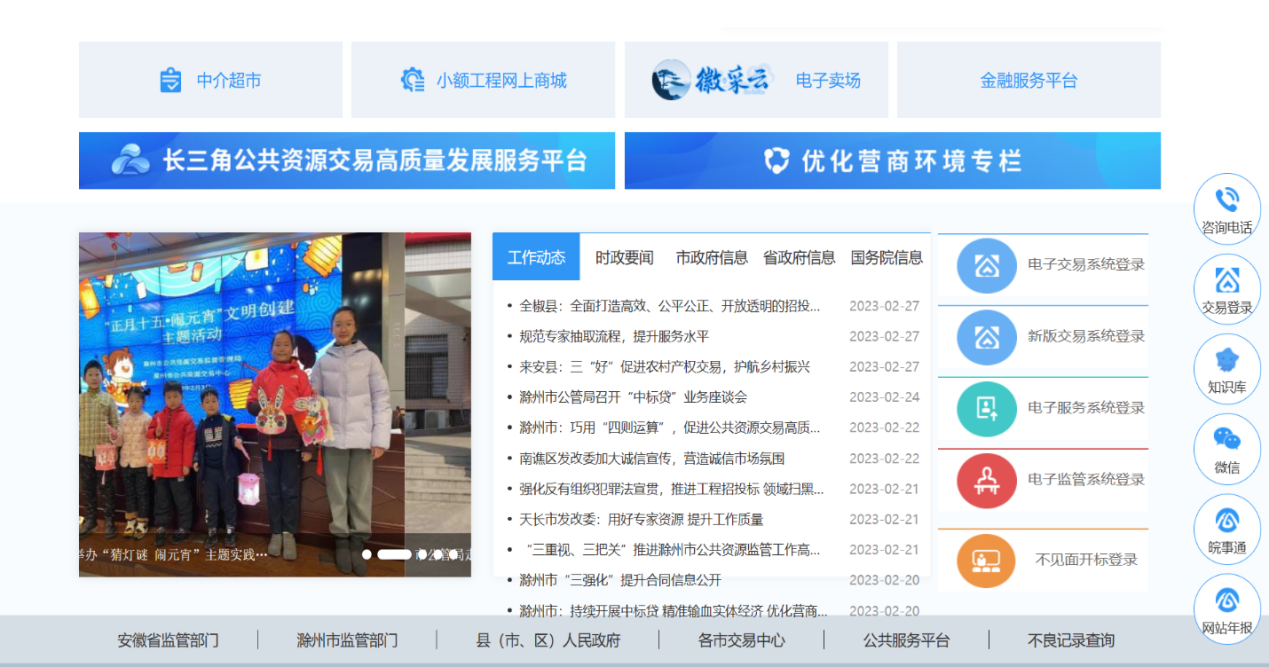 中介超市
小额工程网上商城
徽采云 电子卖场
金融服务平台
长三角公共资源交易高质量发展服务平台
优化营商环境专栏
"正月十五•闹元宵"文明创建
主题活动
举办“猜灯谜 闹元宵”主题实践…
工作动态 时政要闻 市政府信息 省政府信息 国务院信息
• 全椒县：全面打造高效、公平公正、开放透明的招投... 2023-02-27
• 规范专家抽取流程，提升服务水平 2023-02-27
• 来安县：三“好”促进农村产权交易，护航乡村振兴 2023-02-27
• 滁州市公管局召开“中标贷”业务座谈会 2023-02-24
• 滁州市：巧用“四则运算”，促进公共资源交易高质... 2023-02-22
• 南谯区发改委加大诚信宣传，营造诚信市场氛围 2023-02-22
• 强化反有组织犯罪法宣贯，推进工程招投标 领域扫黑... 2023-02-21
• 天长市发改委：用好专家资源 提升工作质量 2023-02-21
• “三重视、三把关”推进滁州市公共资源监管工作高... 2023-02-21
• 滁州市“三强化”提升合同信息公开 2023-02-20
• 滁州市：持续开展中标贷 精准输血实体经济 优化营商... 2023-02-20
电子交易系统登录
新版交易系统登录
电子服务系统登录
电子监管系统登录
不见面开标登录
咨询电话
交易登录
知识库
微信
皖事通
网站年报
安徽省监管部门 滁州市监管部门 县（市、区）人民政府 各市交易中心 公共服务平台 不良记录查询